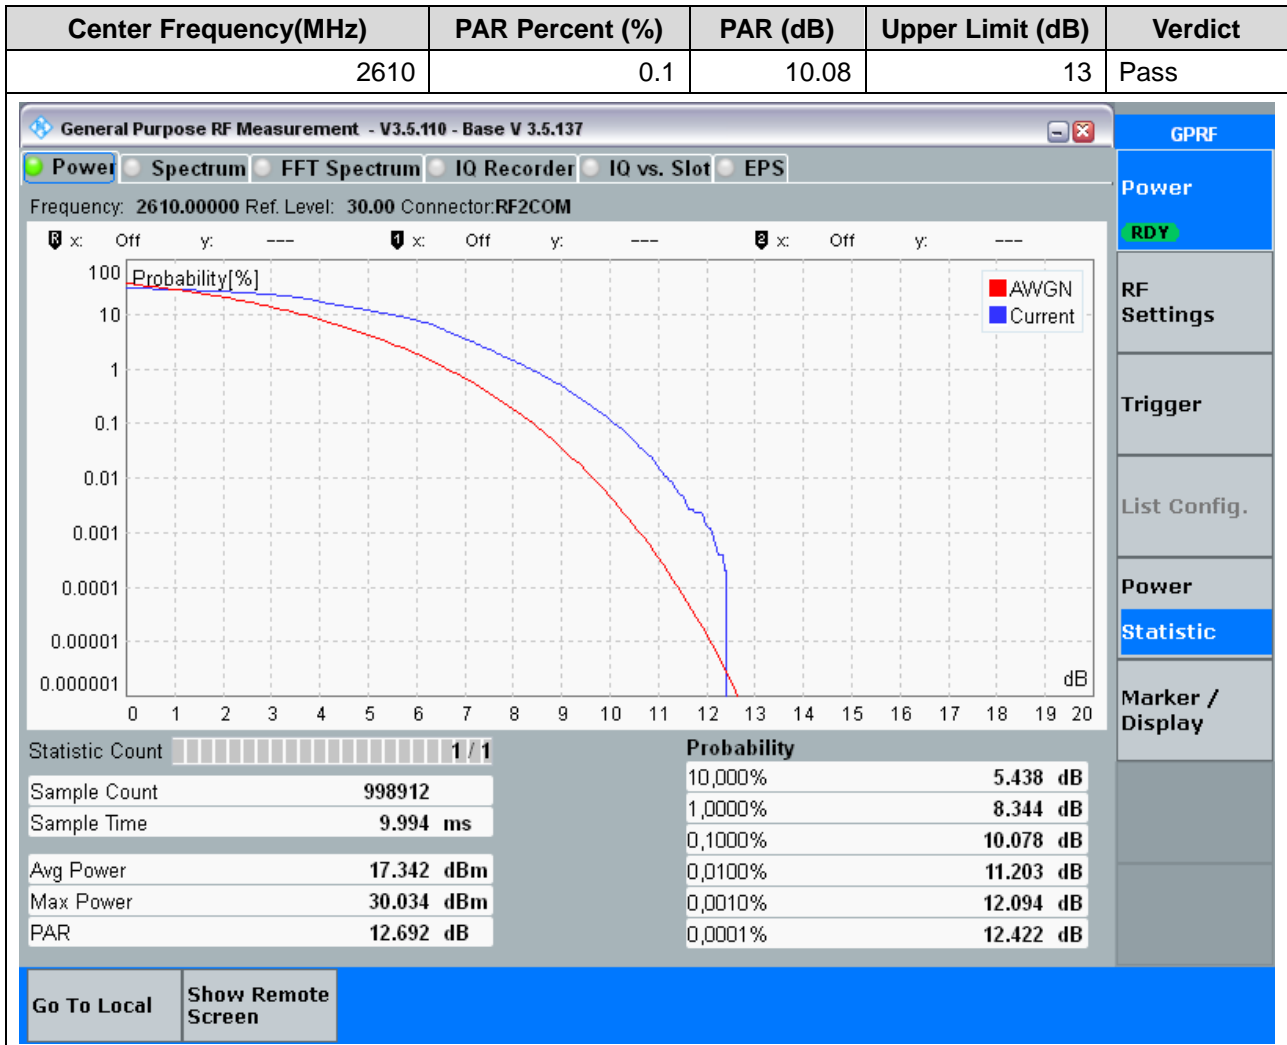 Center Frequency(MHz) PAR Percent (%) PAR (dB) Upper Limit (dB) Verdict
2610 0.1 10.08 13 Pass
General Purpose RF Measurement - V3.5.110 - Base V 3.5.137
GPRF
Power Spectrum FFT Spectrum IQ Recorder IQ vs. Slot EPS
Power
RDY
Frequency: 2610.00000 Ref. Level: 30.00 Connector:RF2COM
R x: Off y: --- 1 x: Off y: --- 2 x: Off y: ---
Probability[%]
100
10
1
0.1
0.01
0.001
0.0001
0.00001
0.000001
AWGN
Current
dB
0 1 2 3 4 5 6 7 8 9 10 11 12 13 14 15 16 17 18 19 20
RF
Settings
Trigger
List Config.
Power
Statistic
Marker /
Display
Statistic Count 1 / 1
Sample Count 998912
Sample Time 9.994 ms
Avg Power 17.342 dBm
Max Power 30.034 dBm
PAR 12.692 dB
Probability
10,000% 5.438 dB
1,0000% 8.344 dB
0,1000% 10.078 dB
0,0100% 11.203 dB
0,0010% 12.094 dB
0,0001% 12.422 dB
Go To Local
Show Remote
Screen